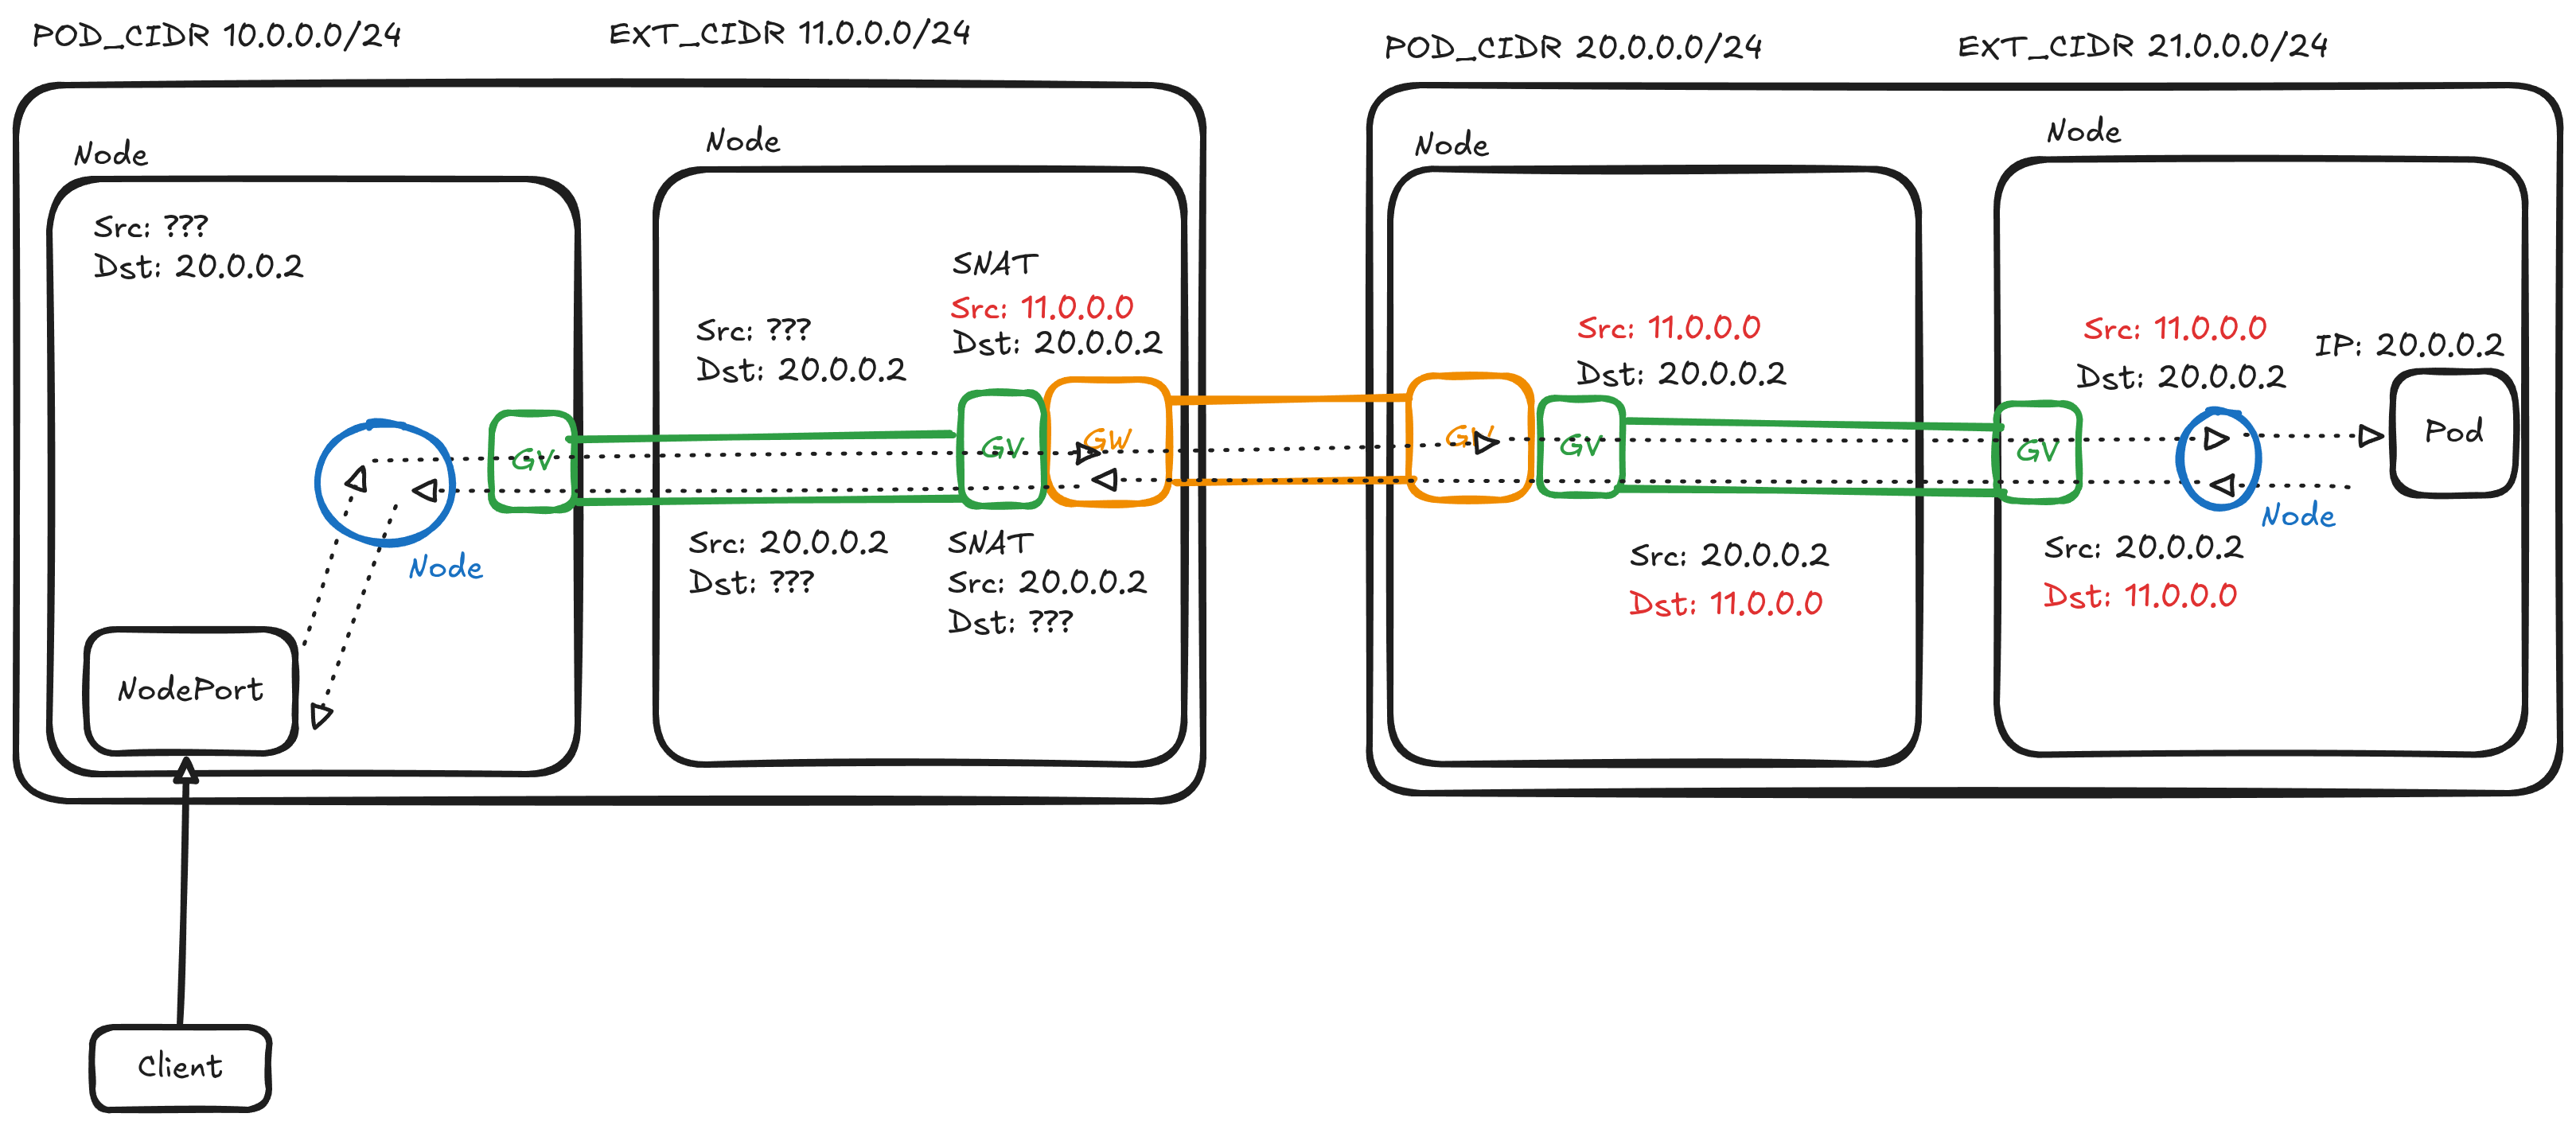 POD_CIDR 10.0.0.0/24
EXT_CIDR 11.0.0.0/24
POD_CIDR 20.0.0.0/24
EXT_CIDR 21.0.0.0/24
Node
Src: ???
Dst: 20.0.0.2
GV
Node
NodePort
Client
Node
Src: ???
Dst: 20.0.0.2
SNAT
Src: 11.0.0.0
Dst: 20.0.0.2
GV
GW
Src: 20.0.0.2
Dst: ???
SNAT
Src: 20.0.0.2
Dst: ???
Node
Src: 11.0.0.0
Dst: 20.0.0.2
GV
Src: 20.0.0.2
Dst: 11.0.0.0
Node
Src: 11.0.0.0
Dst: 20.0.0.2
IP: 20.0.0.2
GV
Pod
Node
Src: 20.0.0.2
Dst: 11.0.0.0